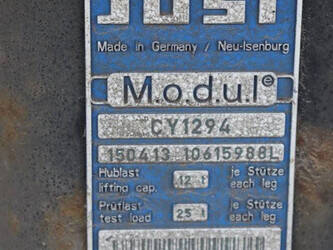 JOST
Made in Germany / Neu-Isenburg
M.o.d.u.l®
CY1294
150413 10615988L
Hublast 12 t je Stütze
lifting cap. each leg
Prüflast 25 t je Stütze
test load each leg